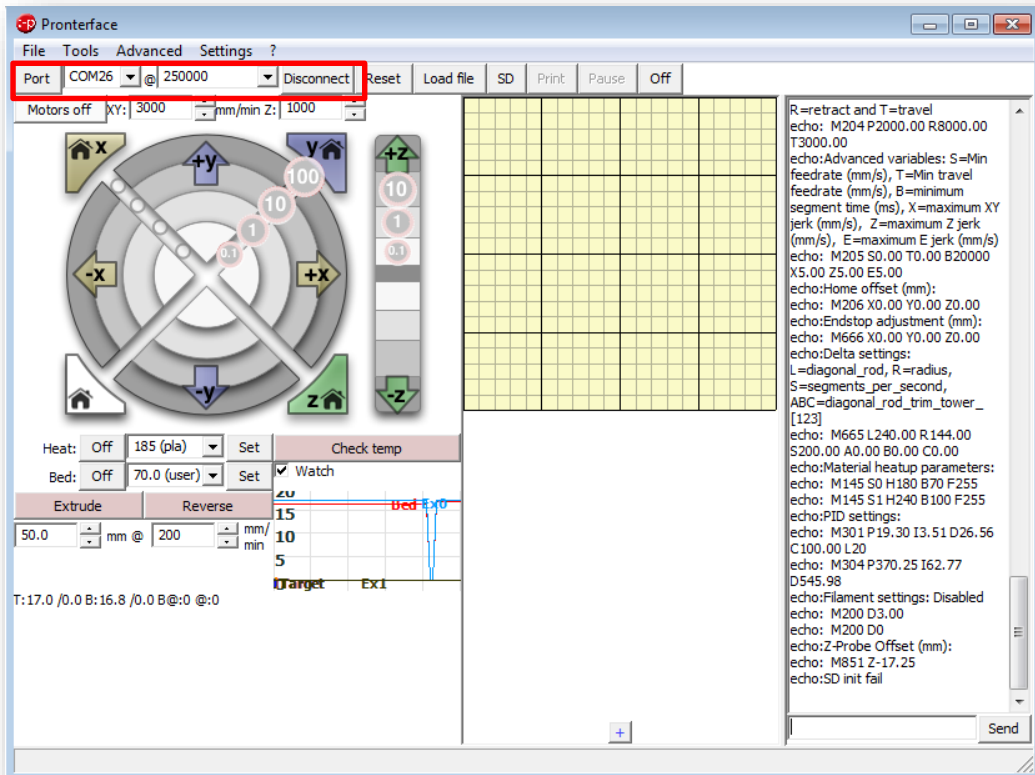 Pronterface
File Tools Advanced Settings ?
Port COM26 @ 250000 Disconnect Reset Load file SD Print Pause Off
Motors off XY: 3000 mm/min Z: 1000
X +y y +z
100
10
1
0.1
10
1
0.1
-x +x
-y z -z
Heat: Off 185 (pla) Set Check temp
Bed: Off 70.0 (user) Set Watch
Extrude Reverse
50.0 mm @ 200 mm/
min
20
15
10
5
Bed Ex0
Target Ex1
T:17.0 /0.0 B:16.8 /0.0 B@:0 @:0
R=retract and T=travel
echo: M204 P2000.00 R8000.00
T3000.00
echo:Advanced variables: S=Min
feedrate (mm/s), T=Min travel
feedrate (mm/s), B=minimum
segment time (ms), X=maximum XY
jerk (mm/s), Z=maximum Z jerk
(mm/s), E=maximum E jerk (mm/s)
echo: M205 S0.00 T0.00 B20000
X5.00 Z5.00 E5.00
echo:Home offset (mm):
echo: M206 X0.00 Y0.00 Z0.00
echo:Endstop adjustment (mm):
echo: M666 X0.00 Y0.00 Z0.00
echo:Delta settings:
L=diagonal_rod, R=radius,
S=segments_per_second,
ABC=diagonal_rod_trim_tower_
[123]
echo: M665 L240.00 R144.00
S200.00 A0.00 B0.00 C0.00
echo:Material heatup parameters:
echo: M145 S0 H180 B70 F255
echo: M145 S1 H240 B100 F255
echo:PID settings:
echo: M301 P19.30 I3.51 D26.56
C100.00 L20
echo: M304 P370.25 I62.77
D545.98
echo:Filament settings: Disabled
echo: M200 D3.00
echo: M200 D0
echo:Z-Probe Offset (mm):
echo: M851 Z-17.25
echo:SD init fail
+
Send